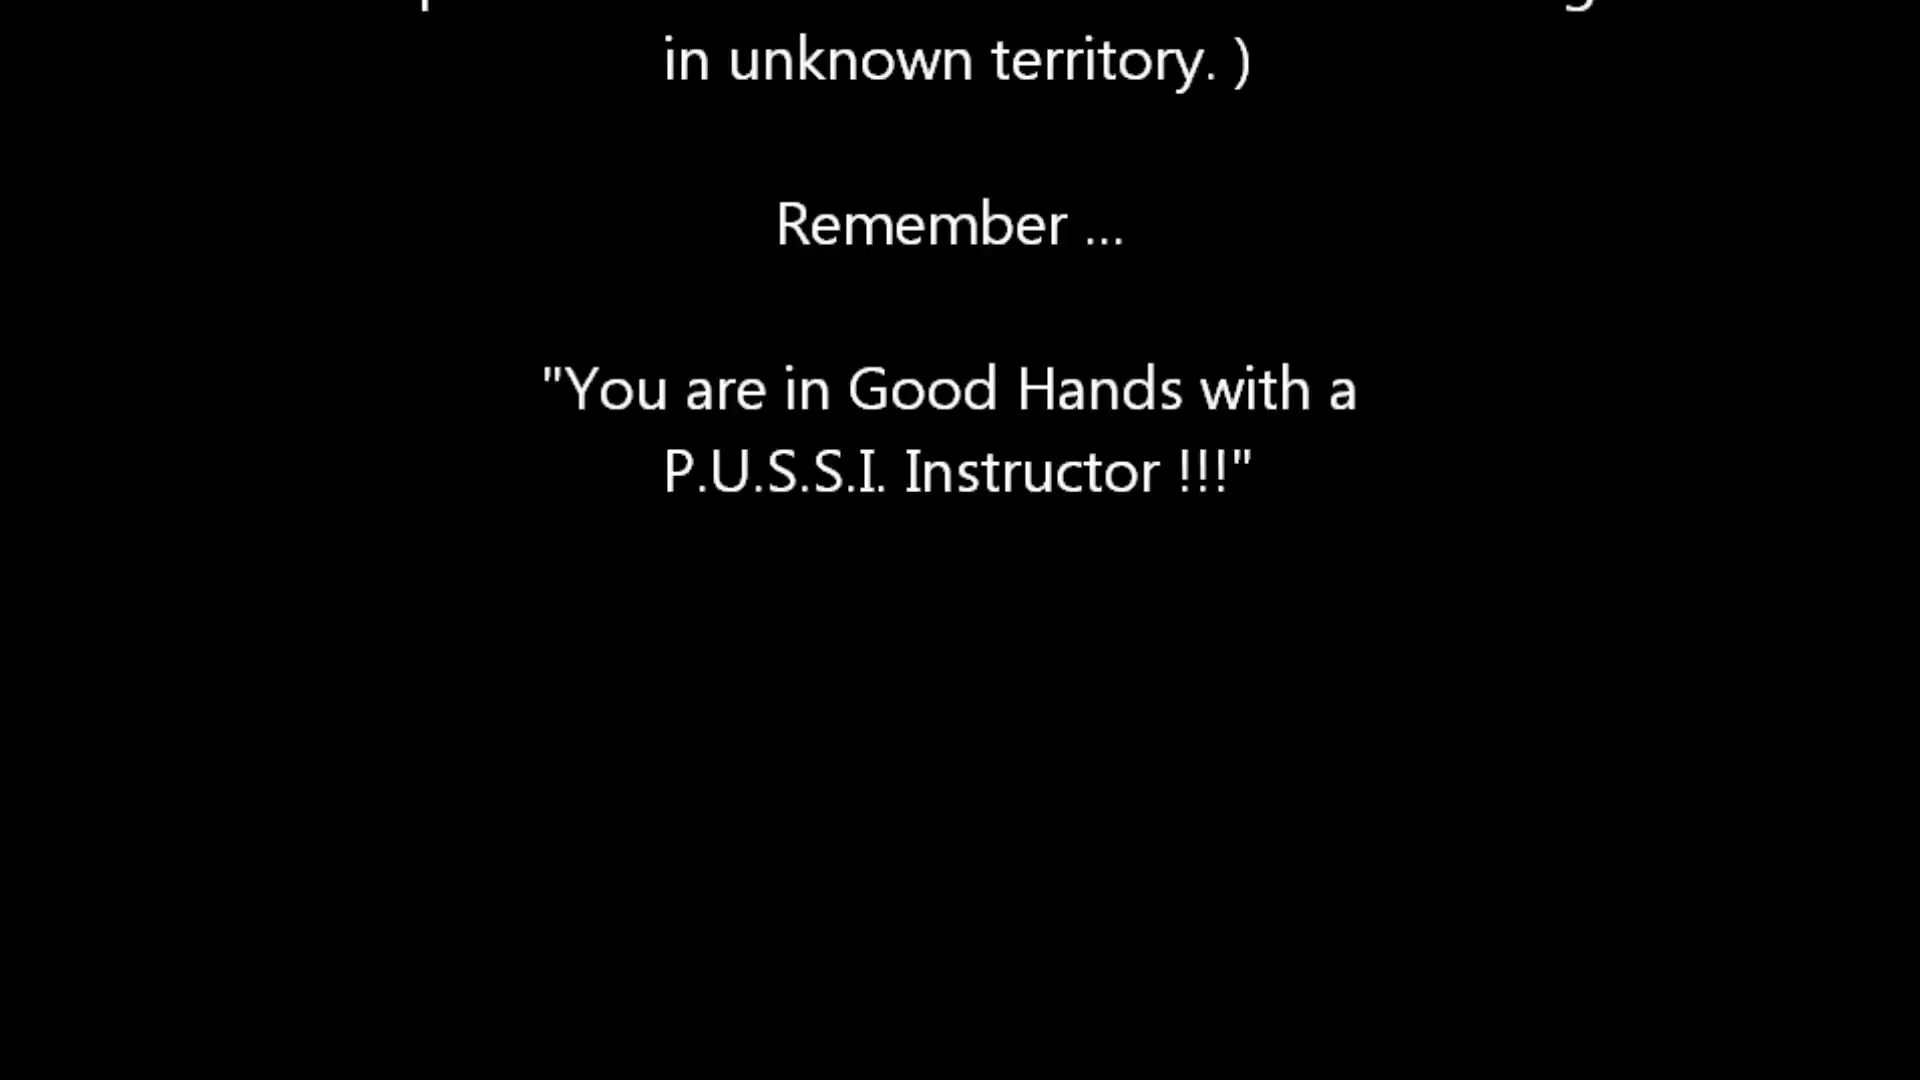 in unknown territory. )
Remember ...
"You are in Good Hands with a
P.U.S.S.I. Instructor !!!"